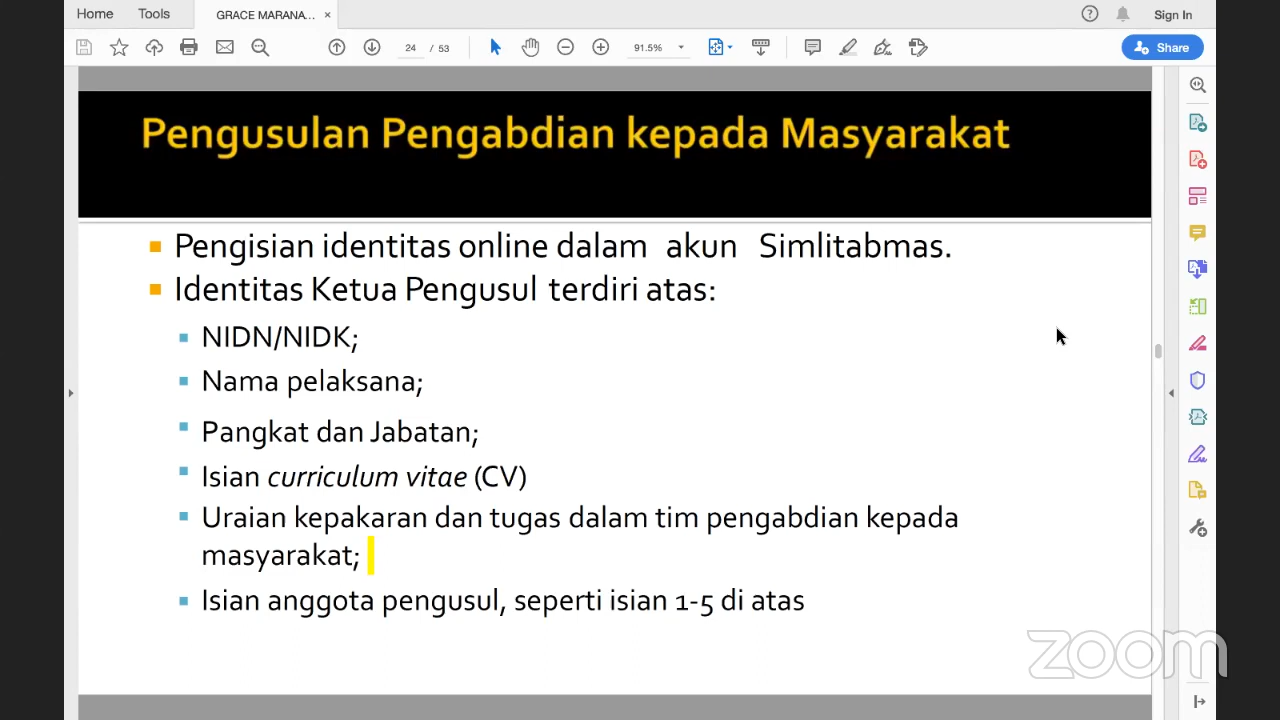 Home Tools GRACE MARANA... ×
Sign In
24 / 53 91.5% Share
Pengusulan Pengabdian kepada Masyarakat
Pengisian identitas online dalam akun Simlitabmas.
Identitas Ketua Pengusul terdiri atas:
NIDN/NIDK;
Nama pelaksana;
Pangkat dan Jabatan;
Isian curriculum vitae (CV)
Uraian kepakaran dan tugas dalam tim pengabdian kepada
masyarakat;
Isian anggota pengusul, seperti isian 1-5 di atas
zoom